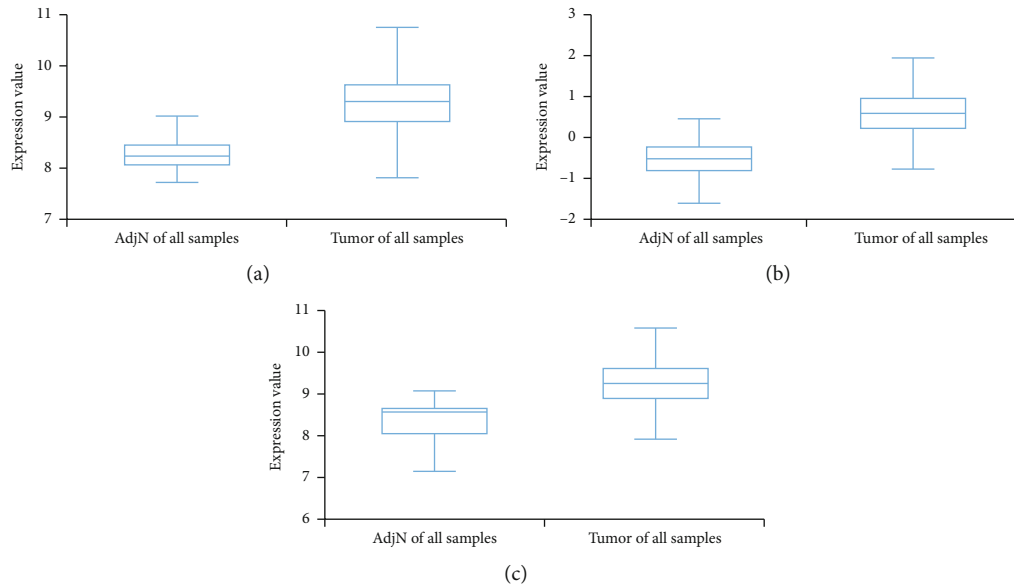 11
10
9
8
7
Expression value
AdjN of all samples
Tumor of all samples
(a)
3
2
1
0
–1
–2
Expression value
AdjN of all samples
Tumor of all samples
(b)
11
10
9
8
7
6
Expression value
AdjN of all samples
Tumor of all samples
(c)